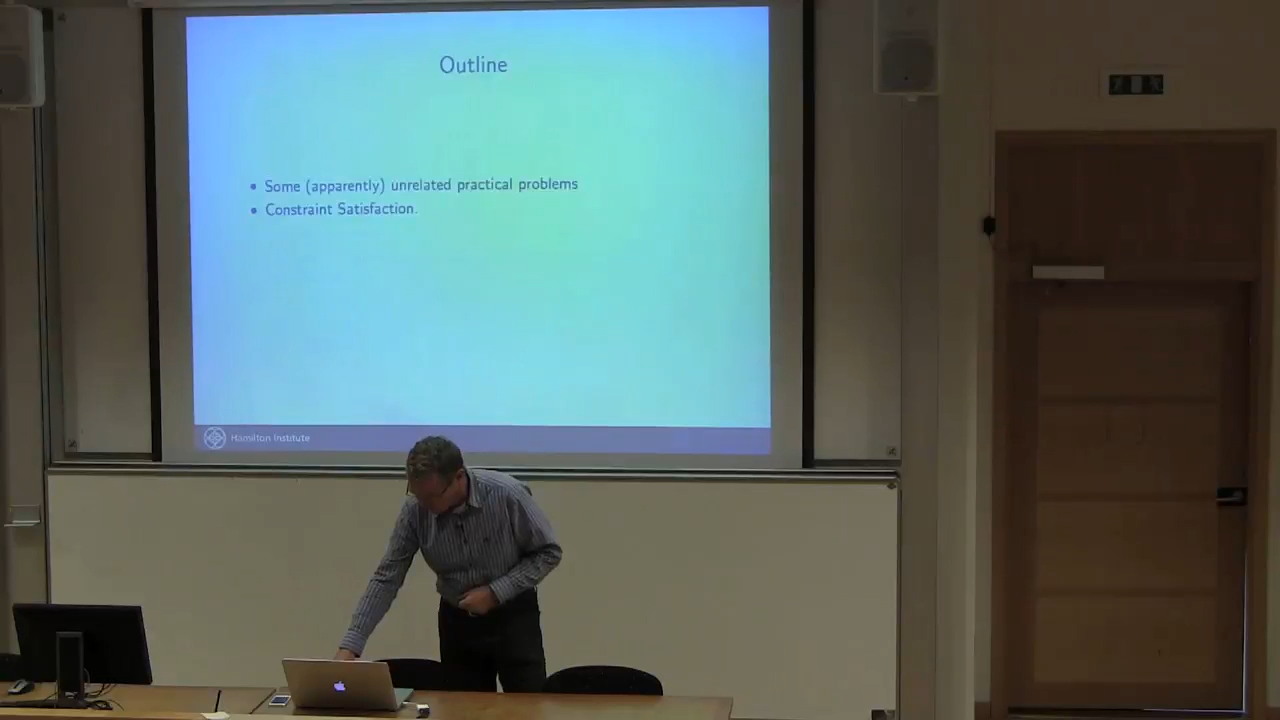 Outline
• Some (apparently) unrelated practical problems
• Constraint Satisfaction.
Hamilton Institute